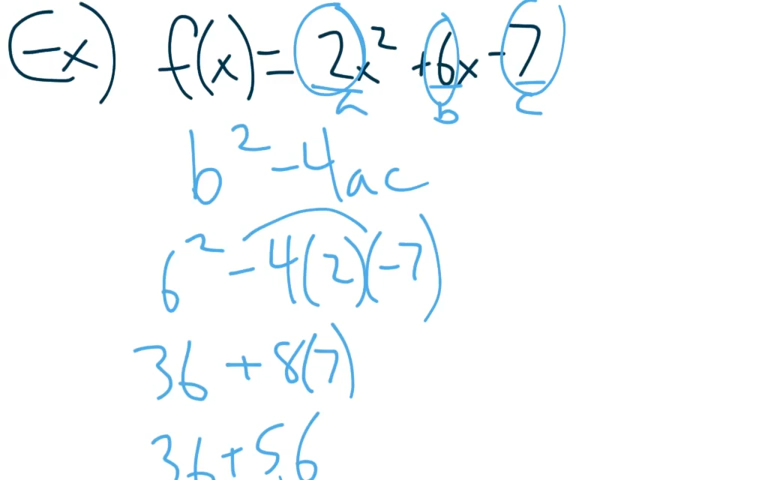 Ex) f(x) = 2x² + 6x - 7
a b c
b² - 4ac
6² - 4(2)(-7)
36 + 8(7)
36 + 56